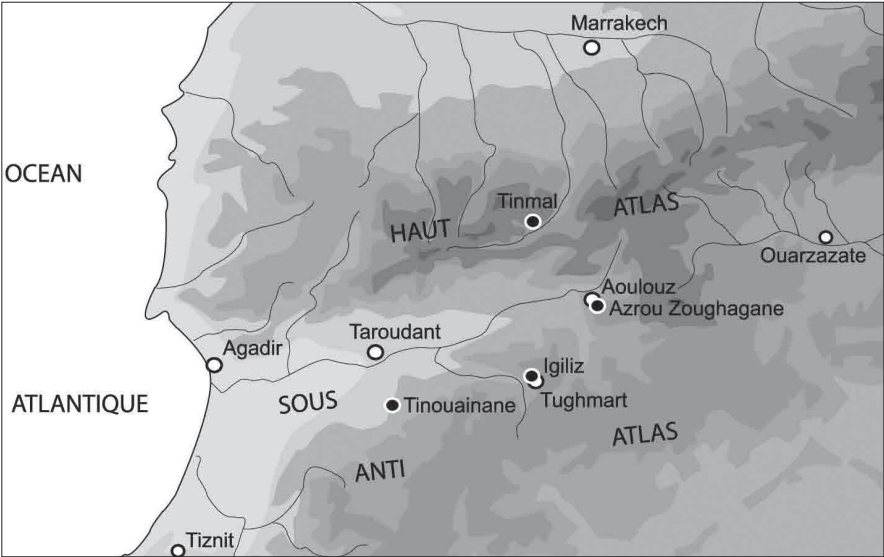 Marrakech
OCEAN
Tinmal
HAUT
ATLAS
Ouarzazate
Aoulouz
Azrou Zoughagane
Taroudant
Agadir
Igiliz
ATLANTIQUE
SOUS
Tinouainane
Tughmart
ATLAS
ANTI
Tiznit